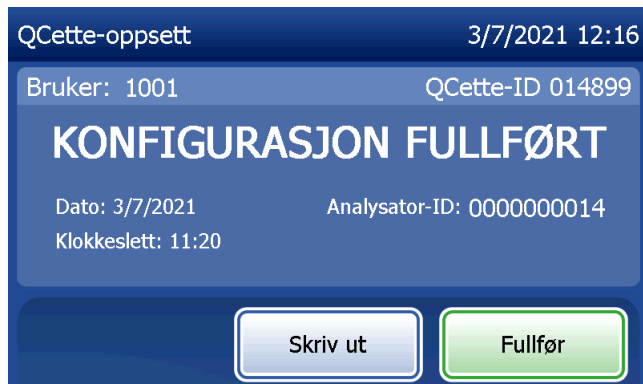 QCette-oppsett 3/7/2021 12:16
Bruker: 1001 QCette-ID 014899
KONFIGURASJON FULLFØRT
Dato: 3/7/2021 Analysator-ID: 0000000014
Klokkeslett: 11:20
Skriv ut Fullfør